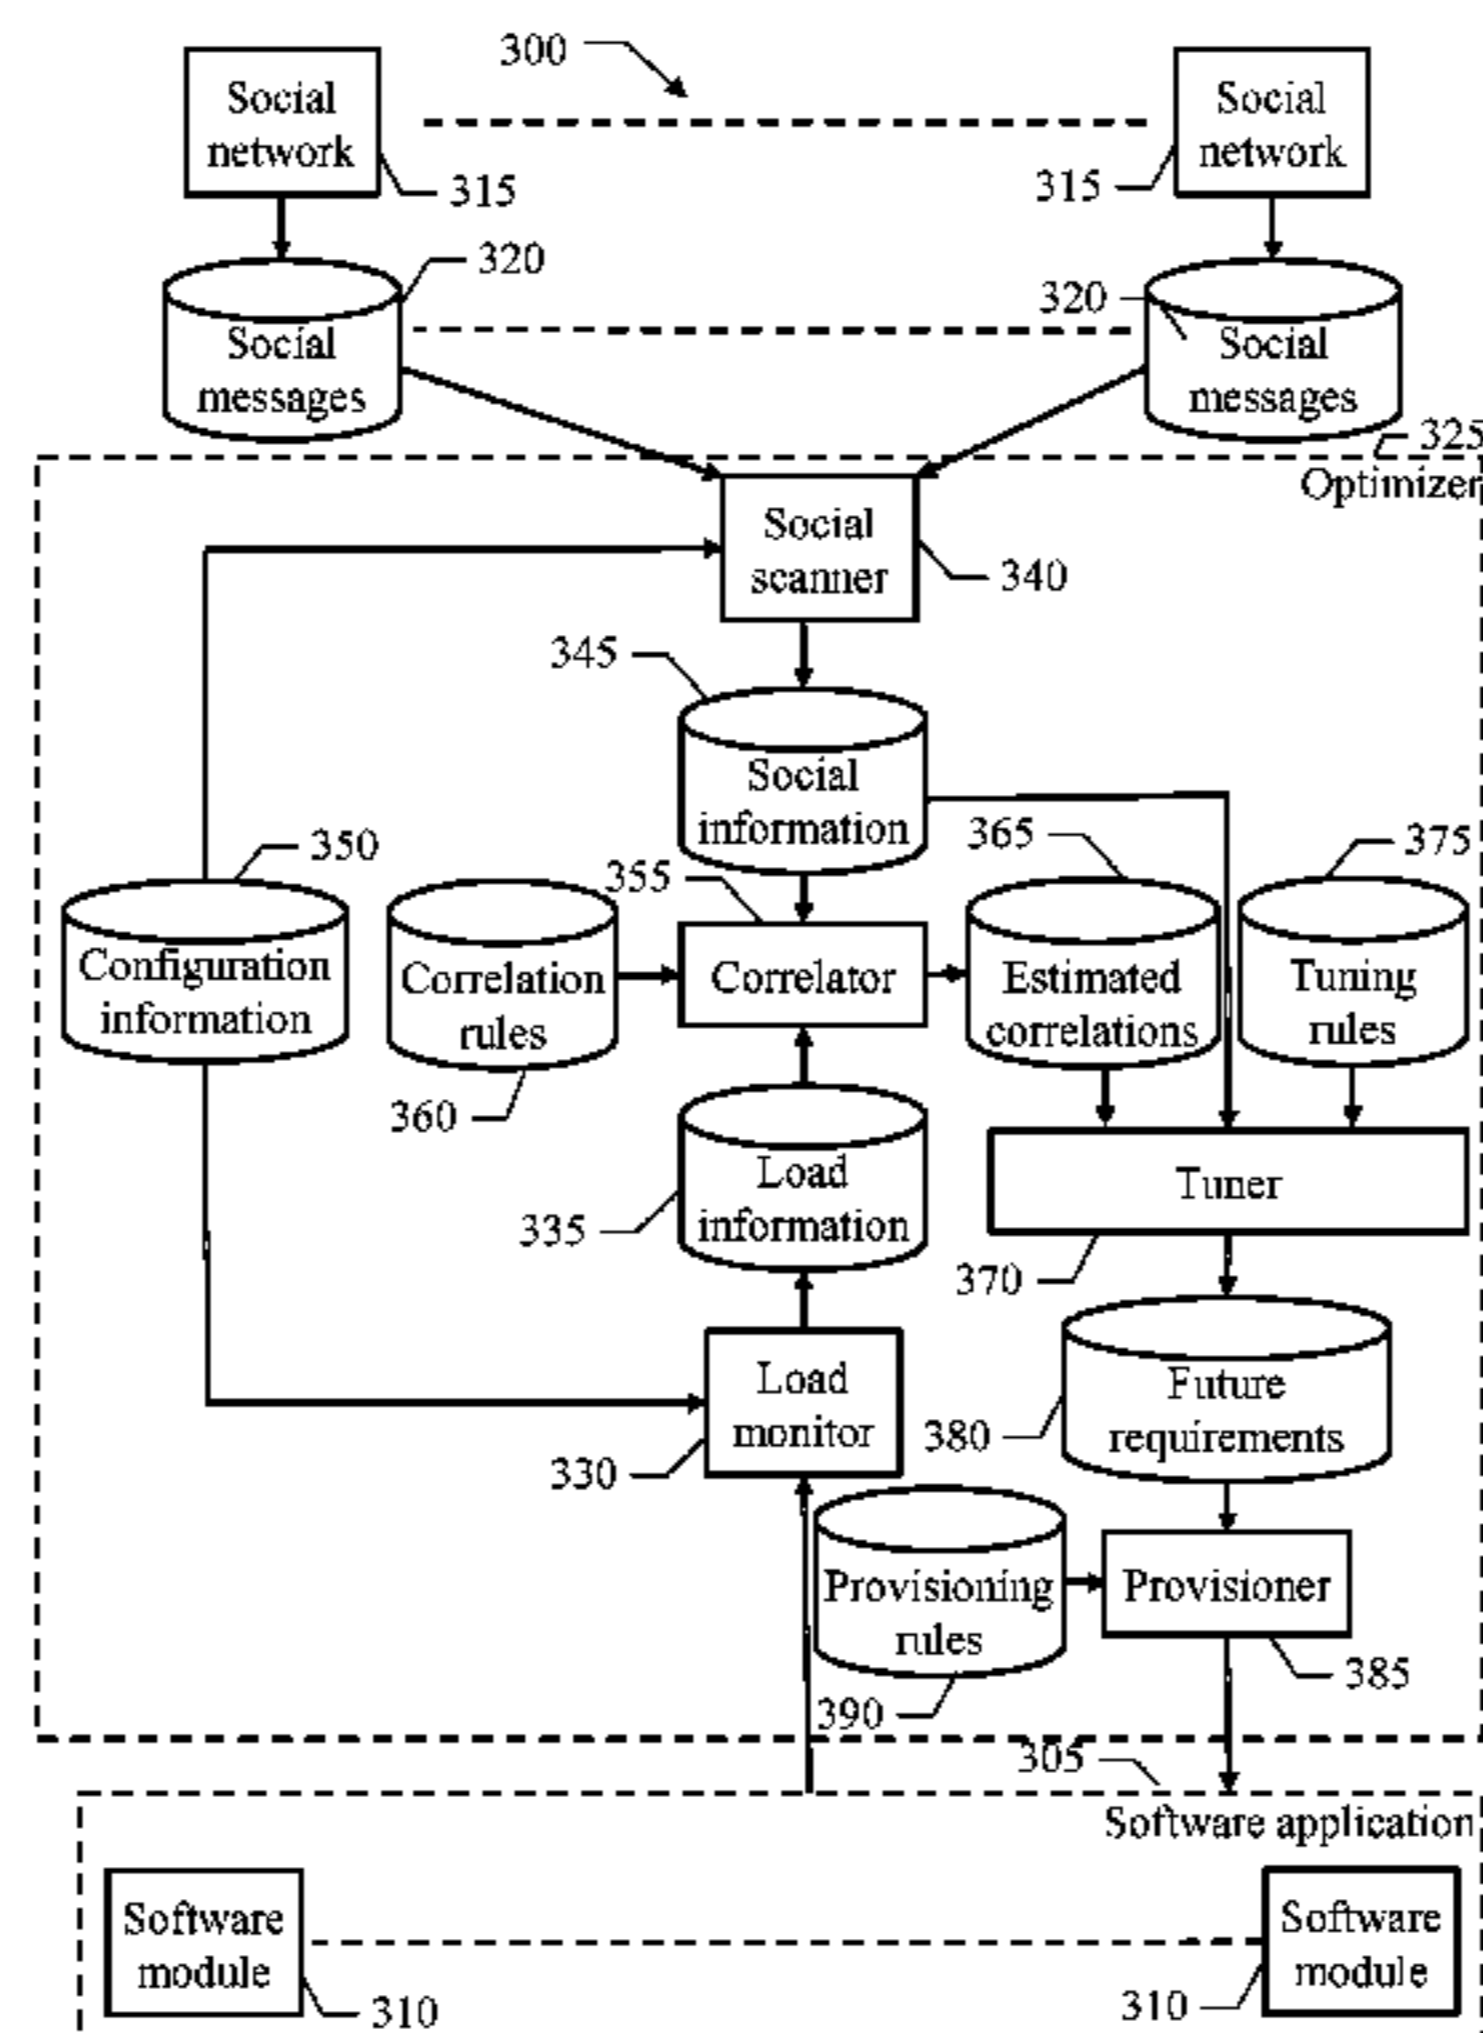 300
Social
network
315
Social
network
315
320
Social
messages
320
Social
messages
325
Optimizer
Social
scanner
340
345
Social
information
350
Configuration
information
355
Correlation
rules
360
Correlator
365
Estimated
correlations
375
Tuning
rules
Load
information
335
Tuner
370
Load
monitor
330
Future
requirements
380
Provisioning
rules
390
Provisioner
385
305
Software application
Software
module
310
Software
module
310